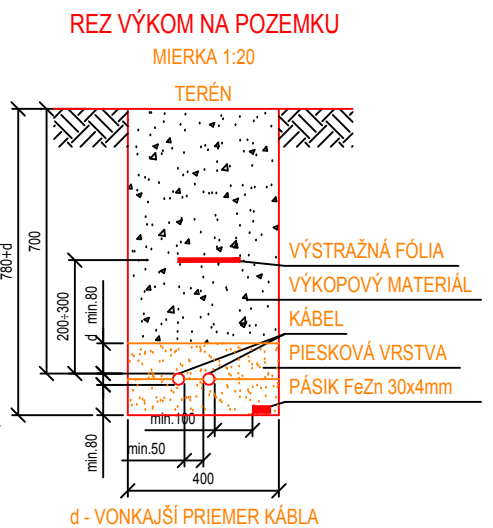 REZ VÝKOM NA POZEMKU
MIERKA 1:20
TERÉN
780+d
700
200÷300
d
min.80
VÝSTRAŽNÁ FÓLIA
VÝKOPOVÝ MATERIÁL
KÁBEL
PIESKOVÁ VRSTVA
PÁSIK FeZn 30x4mm
min.80
min.100
min.50
400
d - VONKAJŠÍ PRIEMER KÁBLA